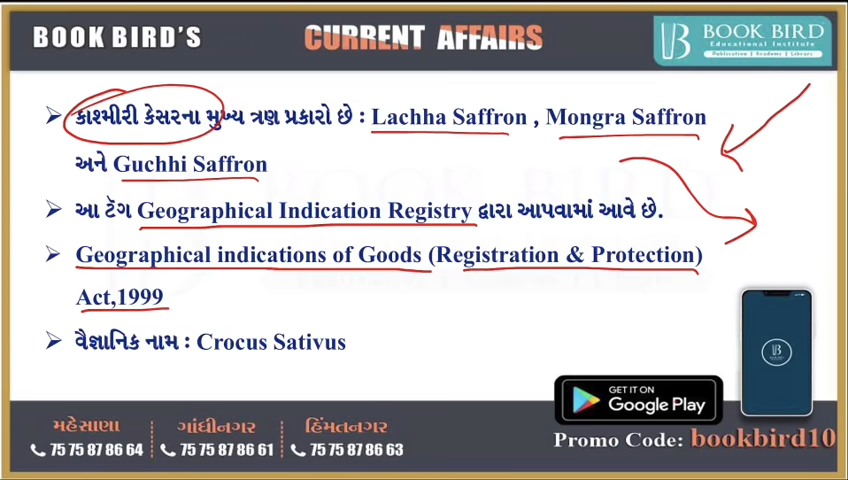 BOOK BIRD'S
CURRENT AFFAIRS
BOOK BIRD
Educational Institute
Publication | Academy | Library
કાશ્મીરી કેસરના મુખ્ય ત્રણ પ્રકારો છે : Lachha Saffron , Mongra Saffron
અને Guchhi Saffron
આ ટૅગ Geographical Indication Registry દ્વારા આપવામાં આવે છે.
Geographical indications of Goods (Registration & Protection)
Act,1999
વૈજ્ઞાનિક નામ : Crocus Sativus
GET IT ON
Google Play
Promo Code: bookbird10
મહેસાણા
75 75 87 86 64
ગાંધીનગર
75 75 87 86 61
હિંમતનગર
75 75 87 86 63